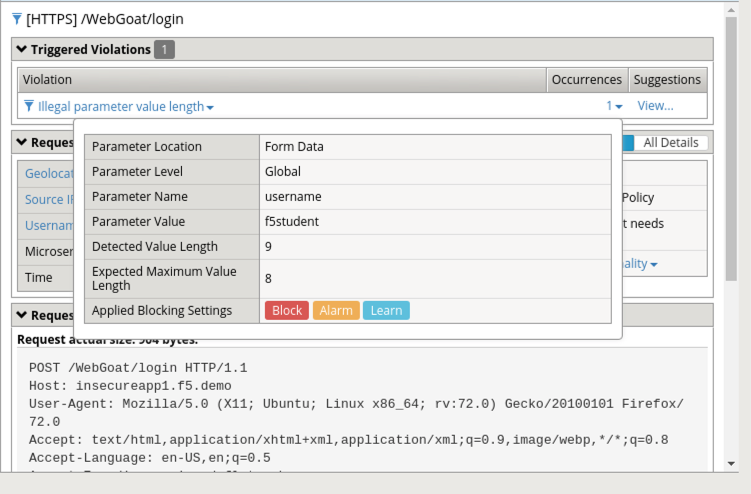 [HTTPS] /WebGoat/login
Triggered Violations 1
Violation Occurrences Suggestions
Illegal parameter value length 1 View...
Parameter Location Form Data
Parameter Level Global
Parameter Name username
Parameter Value f5student
Detected Value Length 9
Expected Maximum Value
Length 8
Applied Blocking Settings Block Alarm Learn
Reques
All Details
Geolocat
Source IF
Policy
Usernam
t needs
Microser
ality
Time
Reques
Request actual size: 904 bytes.
POST /WebGoat/login HTTP/1.1
Host: insecureapp1.f5.demo
User-Agent: Mozilla/5.0 (X11; Ubuntu; Linux x86_64; rv:72.0) Gecko/20100101 Firefox/
72.0
Accept: text/html,application/xhtml+xml,application/xml;q=0.9,image/webp,*/*;q=0.8
Accept-Language: en-US,en;q=0.5